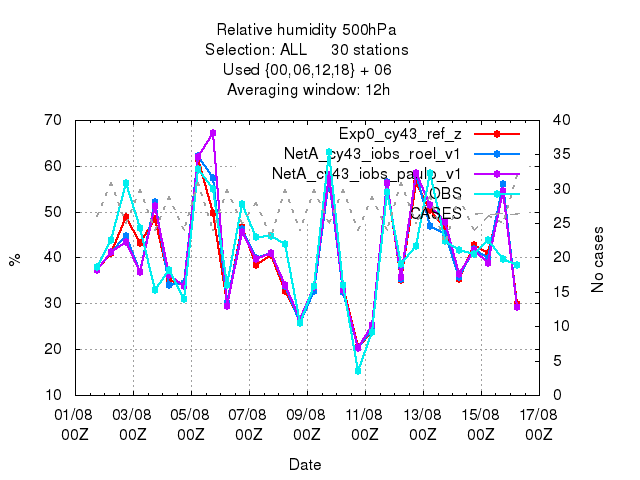 Relative humidity 500hPa
Selection: ALL     30 stations
Used {00,06,12,18} + 06
Averaging window: 12h
70
60
50
40
30
20
10
40
35
30
25
20
15
10
5
0
%
No cases
Exp0_cy43_ref_z
NetA_cy43_iobs_roel_v1
NetA_cy43_iobs_paulo_v1
OBS
CASES
01/08 03/08 05/08 07/08 09/08 11/08 13/08 15/08 17/08
00Z 00Z 00Z 00Z 00Z 00Z 00Z 00Z 00Z
Date